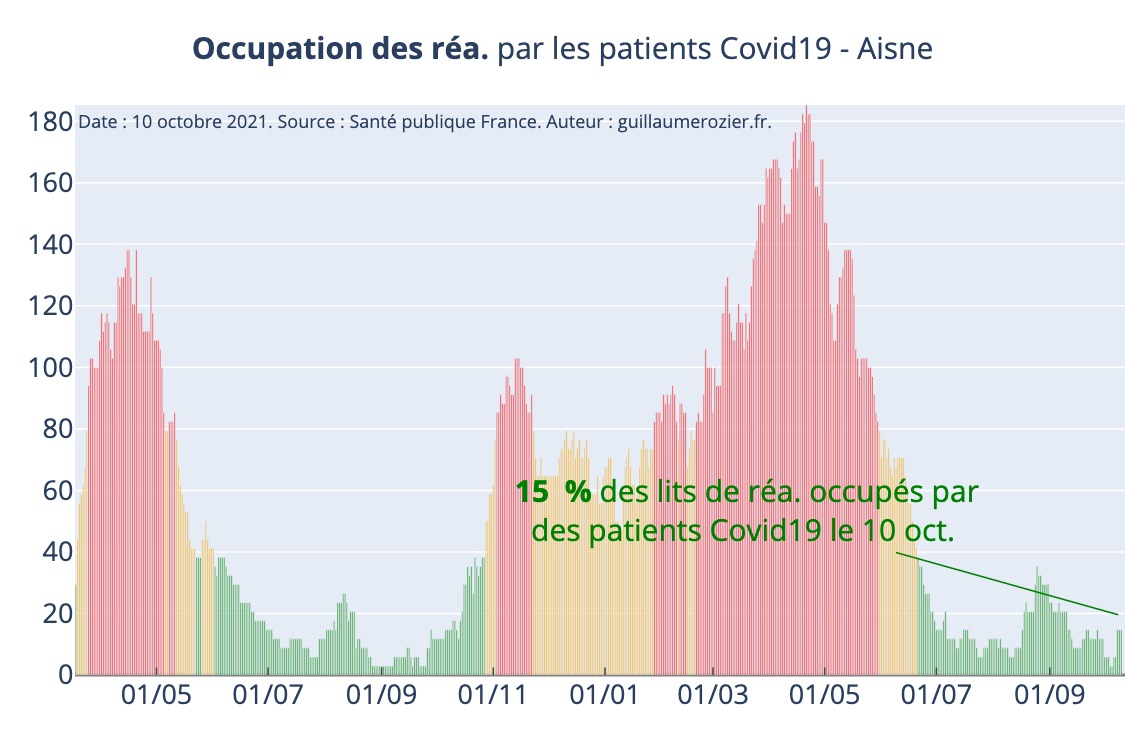 Occupation des réa. par les patients Covid19 - Aisne
180
Date : 10 octobre 2021. Source : Santé publique France. Auteur : guillaumerozier.fr.
160
140
120
100
80
60
15 % des lits de réa. occupés par
des patients Covid19 le 10 oct.
40
20
0
01/05 01/07 01/09 01/11 01/01 01/03 01/05 01/07 01/09